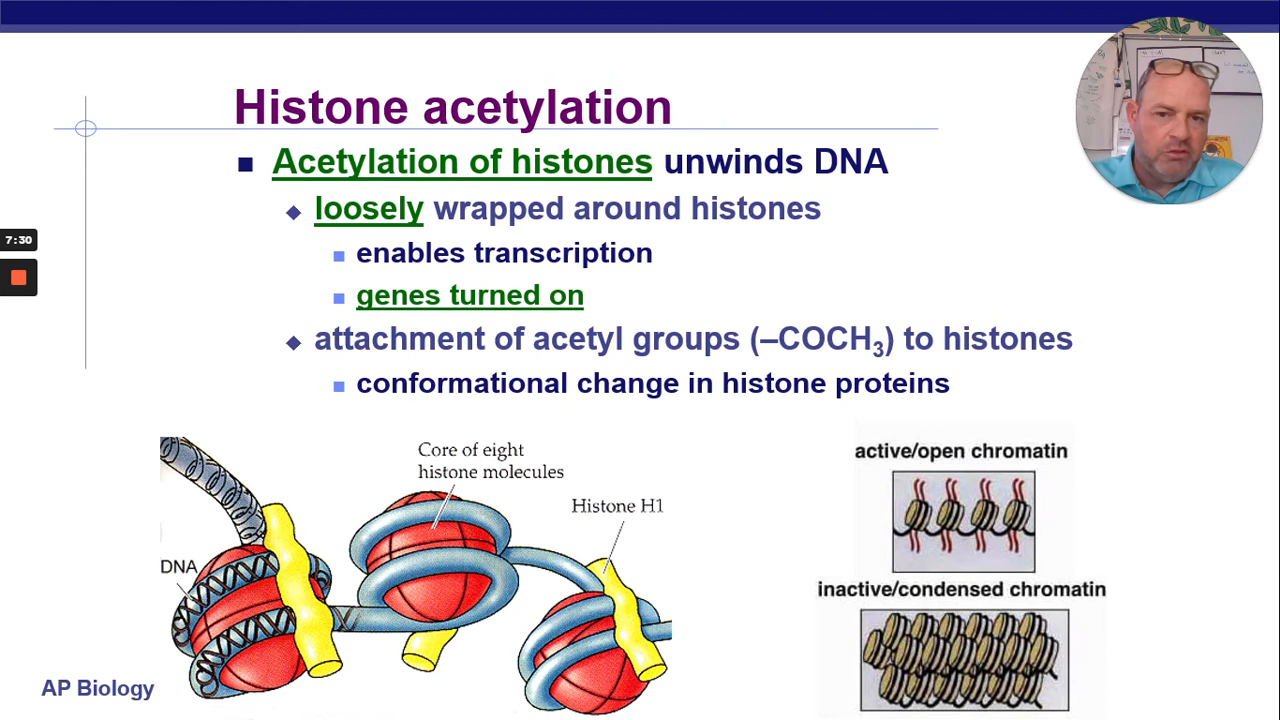 Histone acetylation
Acetylation of histones unwinds DNA
loosely wrapped around histones
enables transcription
genes turned on
attachment of acetyl groups (–COCH₃) to histones
conformational change in histone proteins
7:30
Core of eight
histone molecules
Histone H1
DNA
active/open chromatin
inactive/condensed chromatin
AP Biology